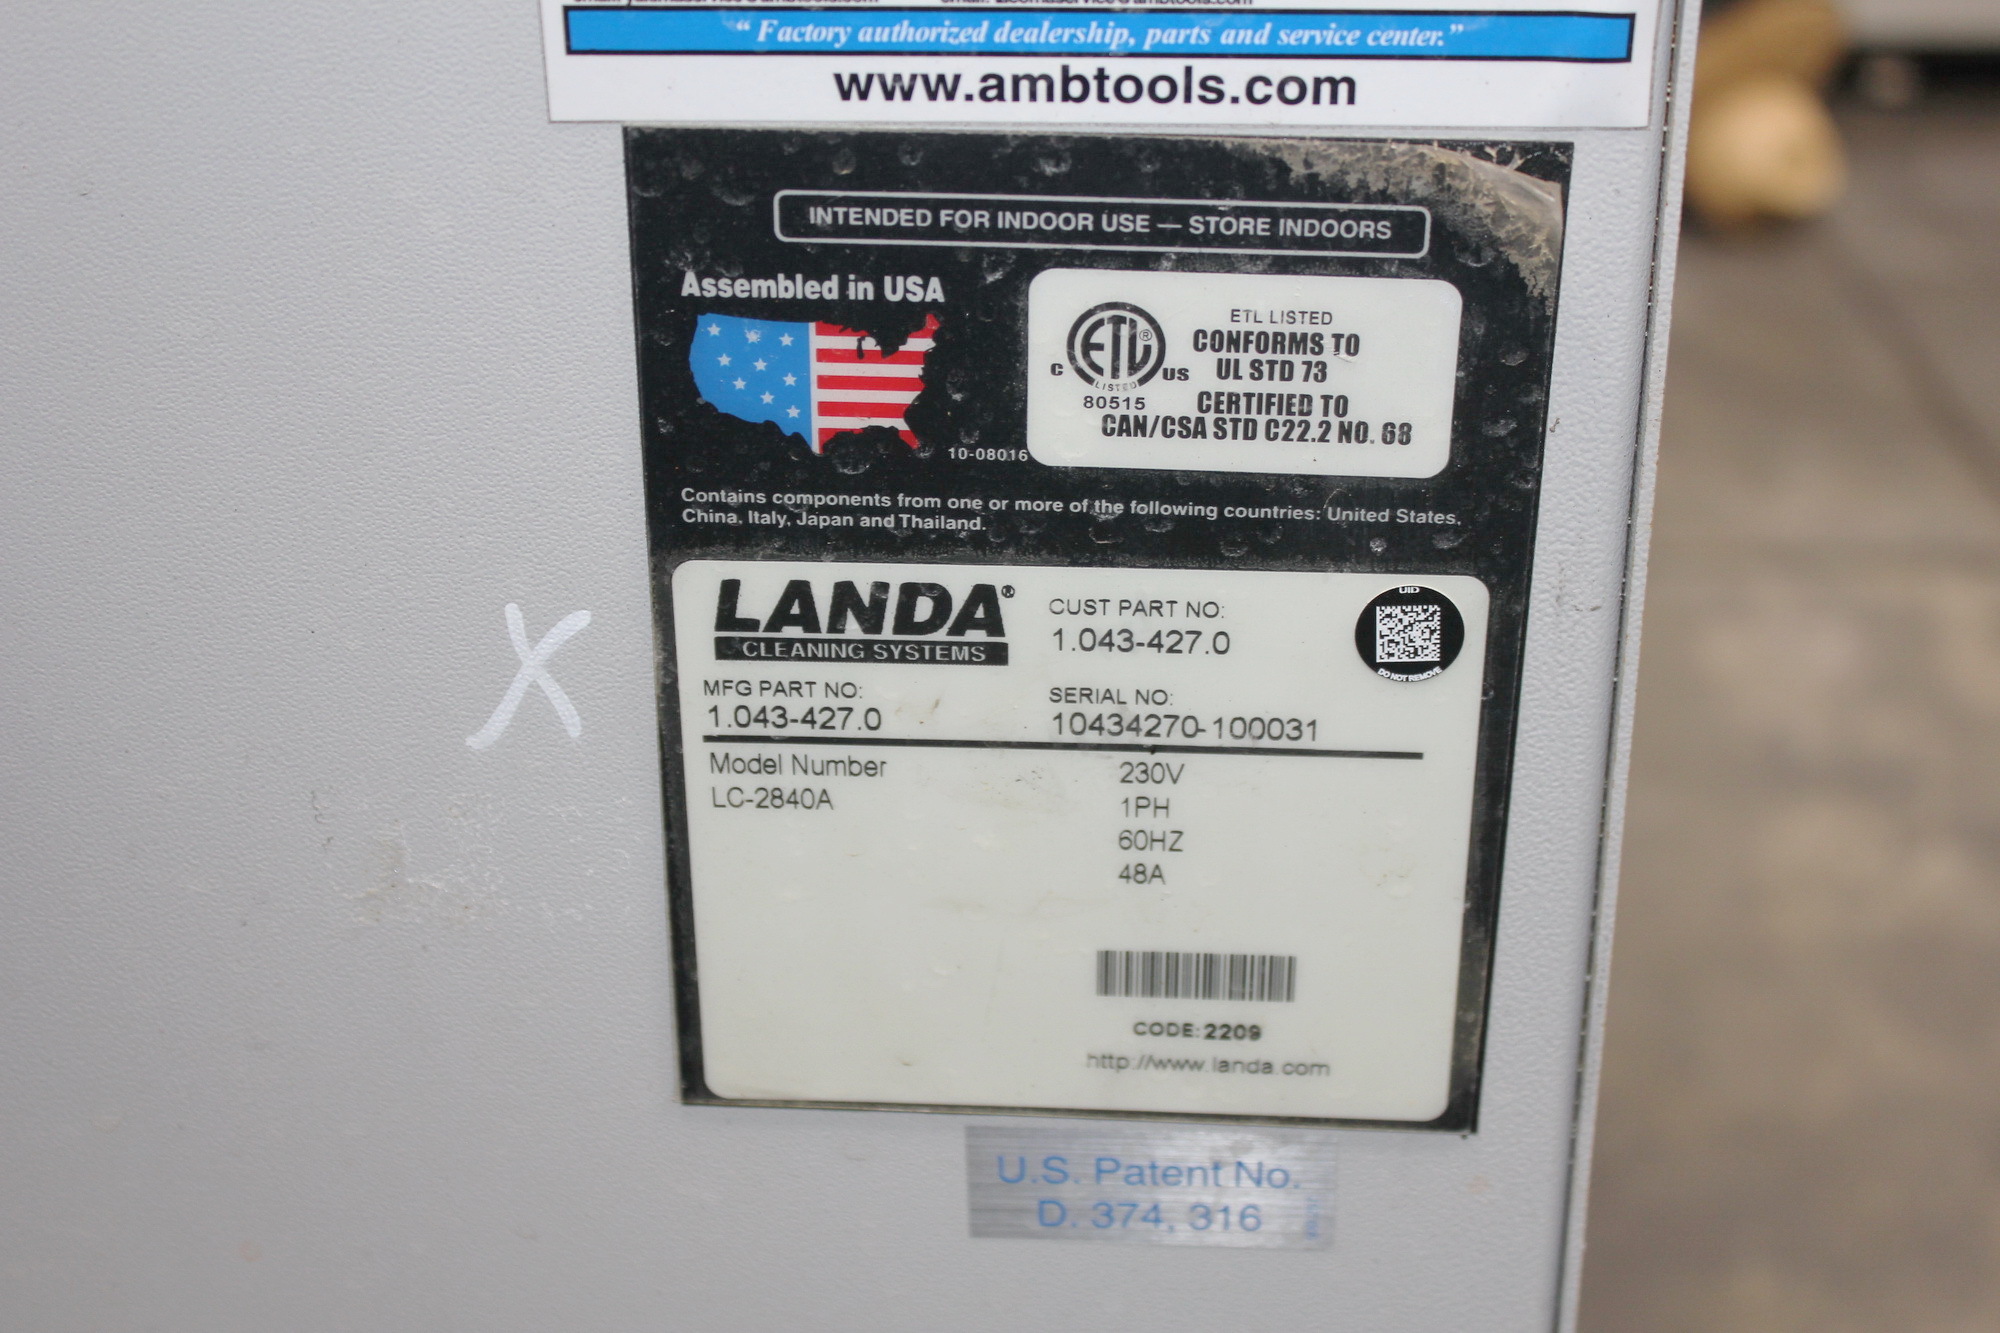 “ Factory authorized dealership, parts and service center.”
www.ambtools.com
INTENDED FOR INDOOR USE — STORE INDOORS
Assembled in USA
10-08016
ETL LISTED
CONFORMS TO
UL STD 73
CERTIFIED TO
CAN/CSA STD C22.2 NO. 68
C ETL ® US
LISTED
80515
Contains components from one or more of the following countries: United States,
China, Italy, Japan and Thailand.
LANDA®
CLEANING SYSTEMS
CUST PART NO:
1.043-427.0
UID
DO NOT REMOVE
MFG PART NO:
1.043-427.0
SERIAL NO:
10434270-100031
Model Number
LC-2840A
230V
1PH
60HZ
48A
CODE:2209
http://www.landa.com
U.S. Patent No.
D. 374, 316
X